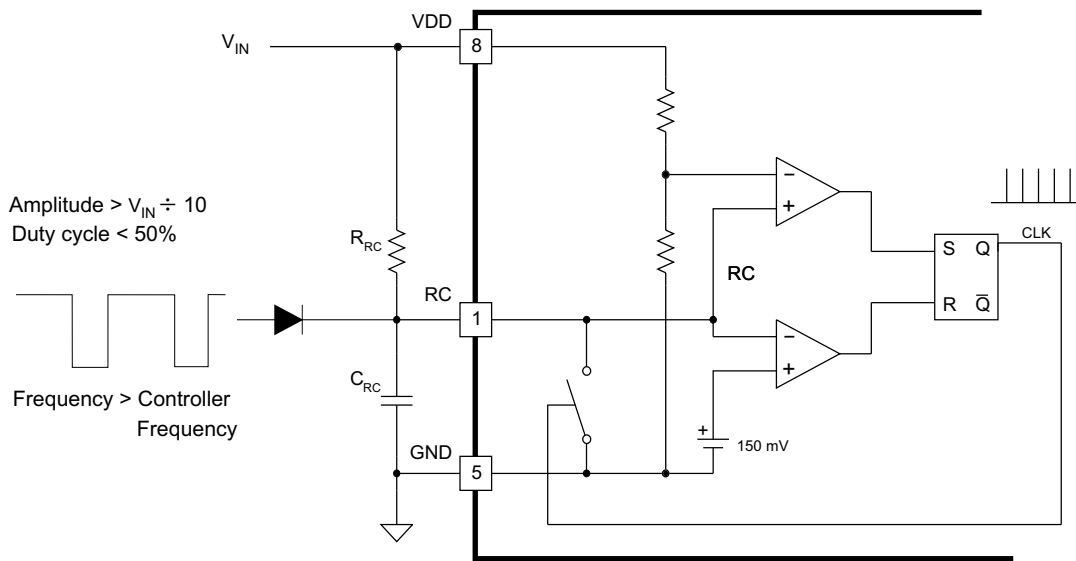 VDD
V_IN
8
Amplitude > V_IN ÷ 10
Duty cycle < 50%
R_RC
RC
1
−
+
RC
S Q
CLK
R Q̅
−
+
Frequency > Controller
Frequency
C_RC
GND
5
+
150 mV